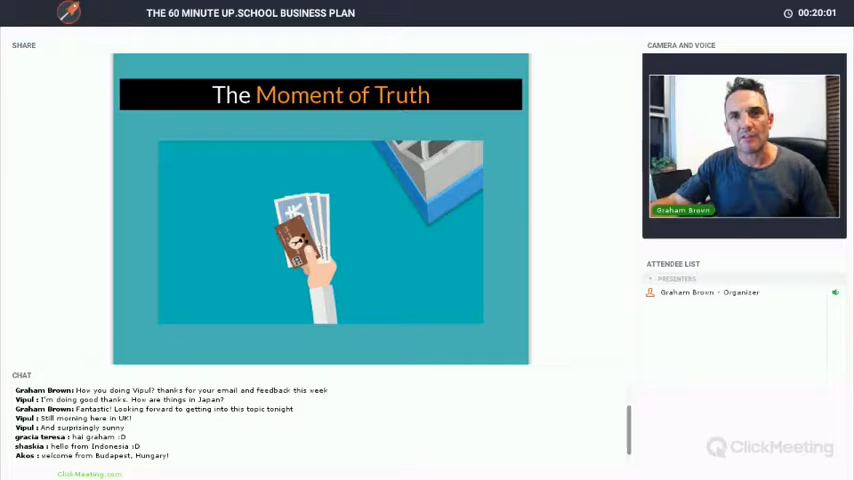 THE 60 MINUTE UP.SCHOOL BUSINESS PLAN
00:20:01
SHARE
CAMERA AND VOICE
The Moment of Truth
Graham Brown
ATTENDEE LIST
PRESENTERS
Graham Brown - Organizer
CHAT
Graham Brown: How you doing Vipul? thanks for your email and feedback this week
Vipul : I'm doing good thanks. How are things in Japan?
Graham Brown: Fantastic! Looking forward to getting into this topic tonight
Vipul : Still morning here in UK!
Vipul : And surprisingly sunny
gracia teresa : hai graham :D
shaskia : hello from Indonesia :D
Akos : welcome from Budapest, Hungary!
ClickMeeting.com
ClickMeeting